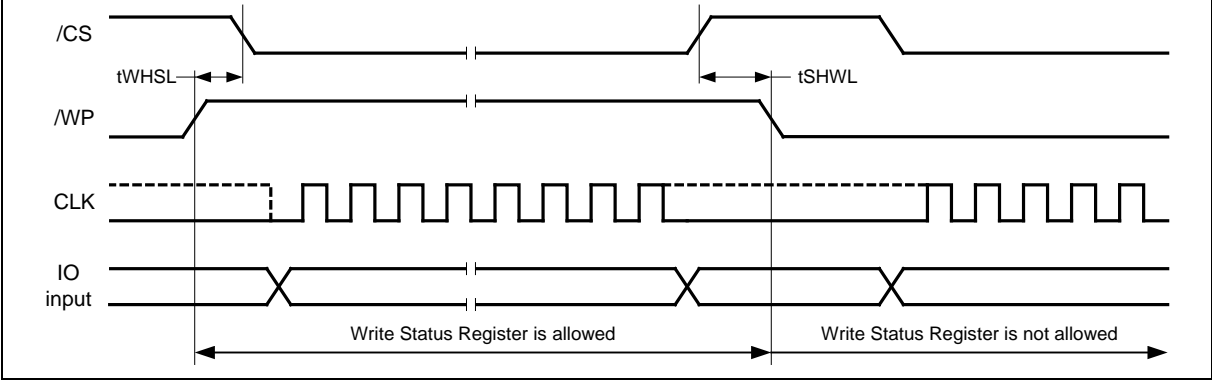 /CS
tWHSL
tSHWL
/WP
CLK
IO
input
Write Status Register is allowed
Write Status Register is not allowed